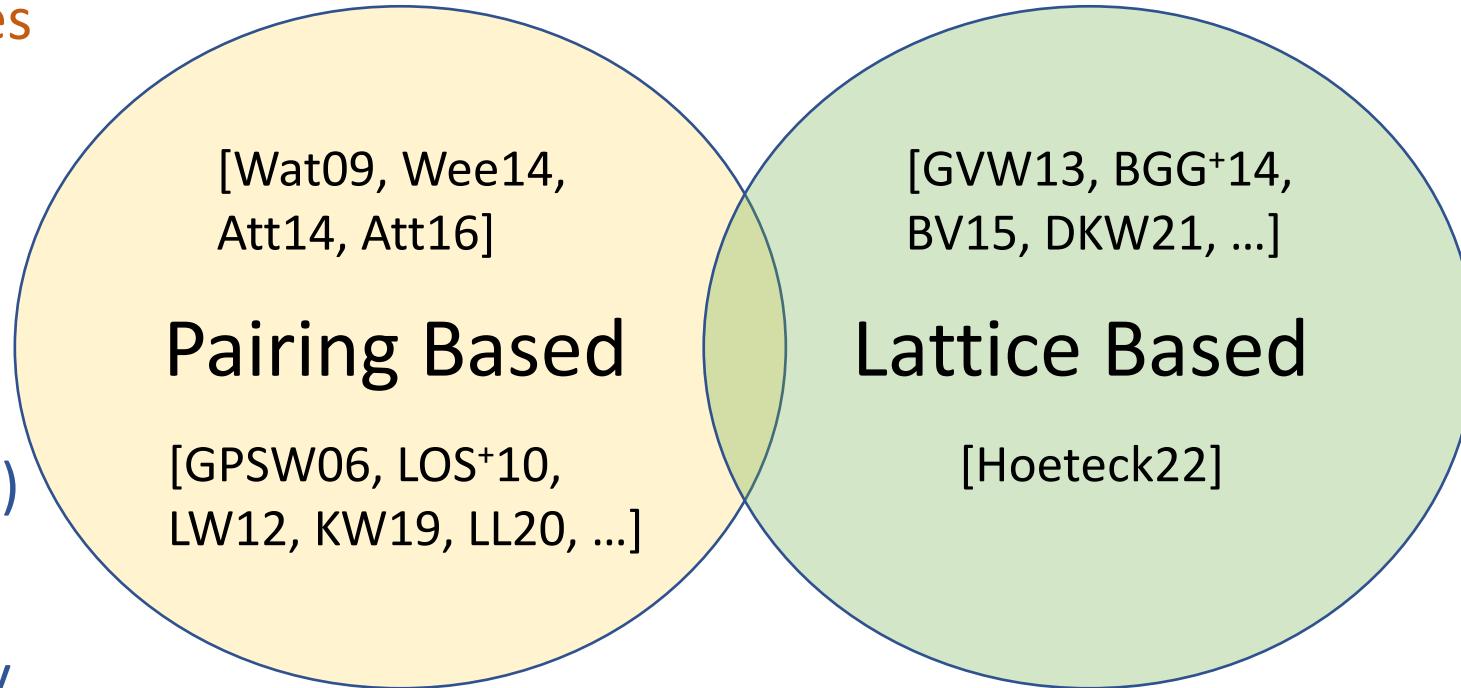 es
[Wat09, Wee14,
Att14, Att16]
[GVW13, BGG⁺14,
BV15, DKW21, …]
Pairing Based
Lattice Based
)
[GPSW06, LOS⁺10,
LW12, KW19, LL20, …]
[Hoeteck22]